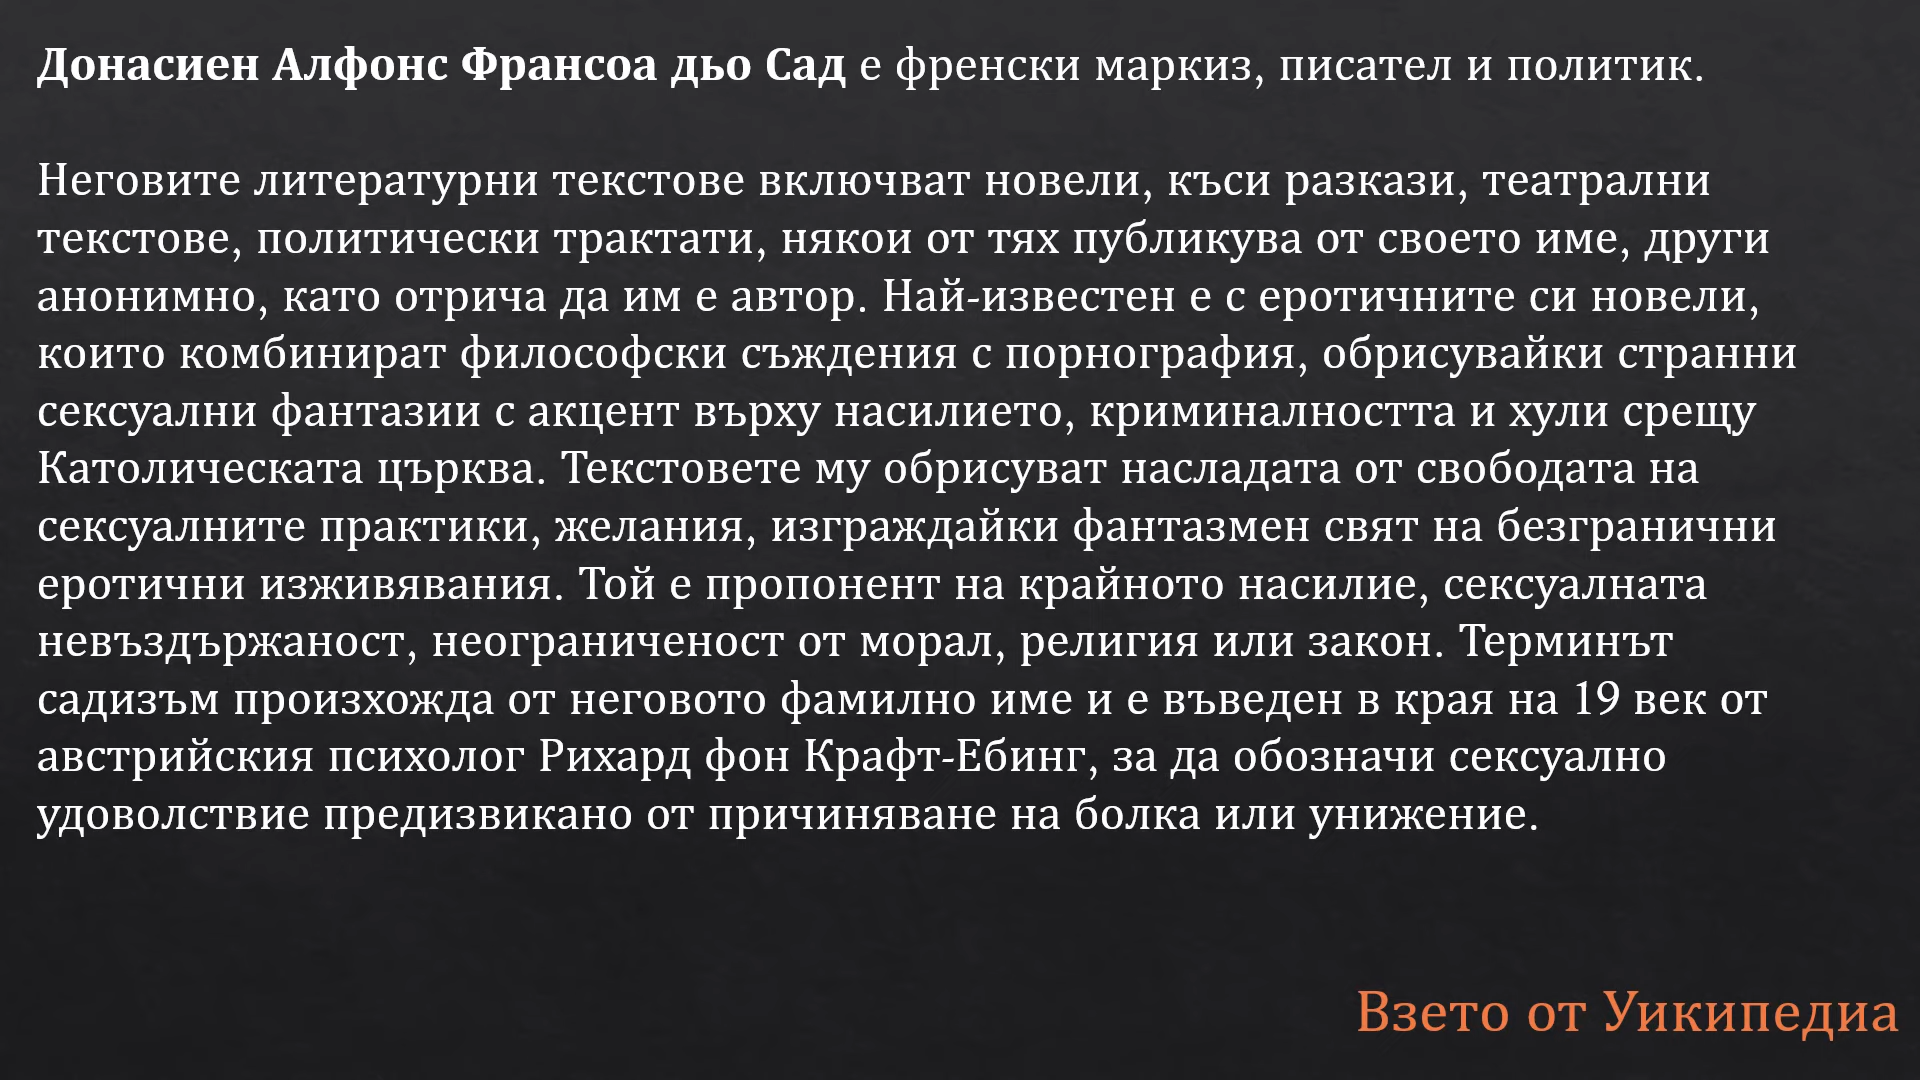 Донасиен Алфонс Франсоа дьо Сад е френски маркиз, писател и политик.
Неговите литературни текстове включват новели, къси разкази, театрални
текстове, политически трактати, някои от тях публикува от своето име, други
анонимно, като отрича да им е автор. Най-известен е с еротичните си новели,
които комбинират философски съждения с порнография, обрисувайки странни
сексуални фантазии с акцент върху насилието, криминалността и хули срещу
Католическата църква. Текстовете му обрисуват насладата от свободата на
сексуалните практики, желания, изграждайки фантазмен свят на безгранични
еротични изживявания. Той е пропонент на крайното насилие, сексуалната
невъздържаност, неограниченост от морал, религия или закон. Терминът
садизъм произхожда от неговото фамилно име и е въведен в края на 19 век от
австрийския психолог Рихард фон Крафт-Ебинг, за да обозначи сексуално
удоволствие предизвикано от причиняване на болка или унижение.
Взето от Уикипедиа